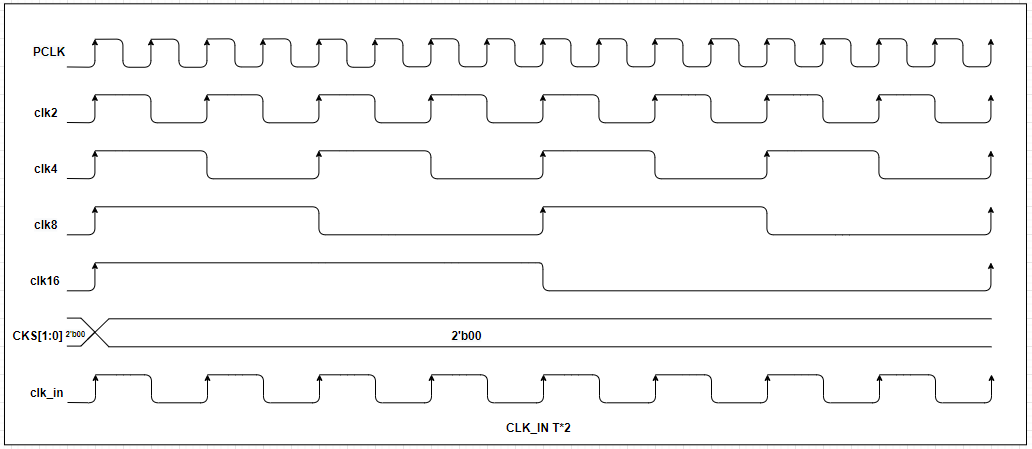 PCLK
clk2
clk4
clk8
clk16
CKS[1:0] 2'b00 2'b00
clk_in
CLK_IN T*2